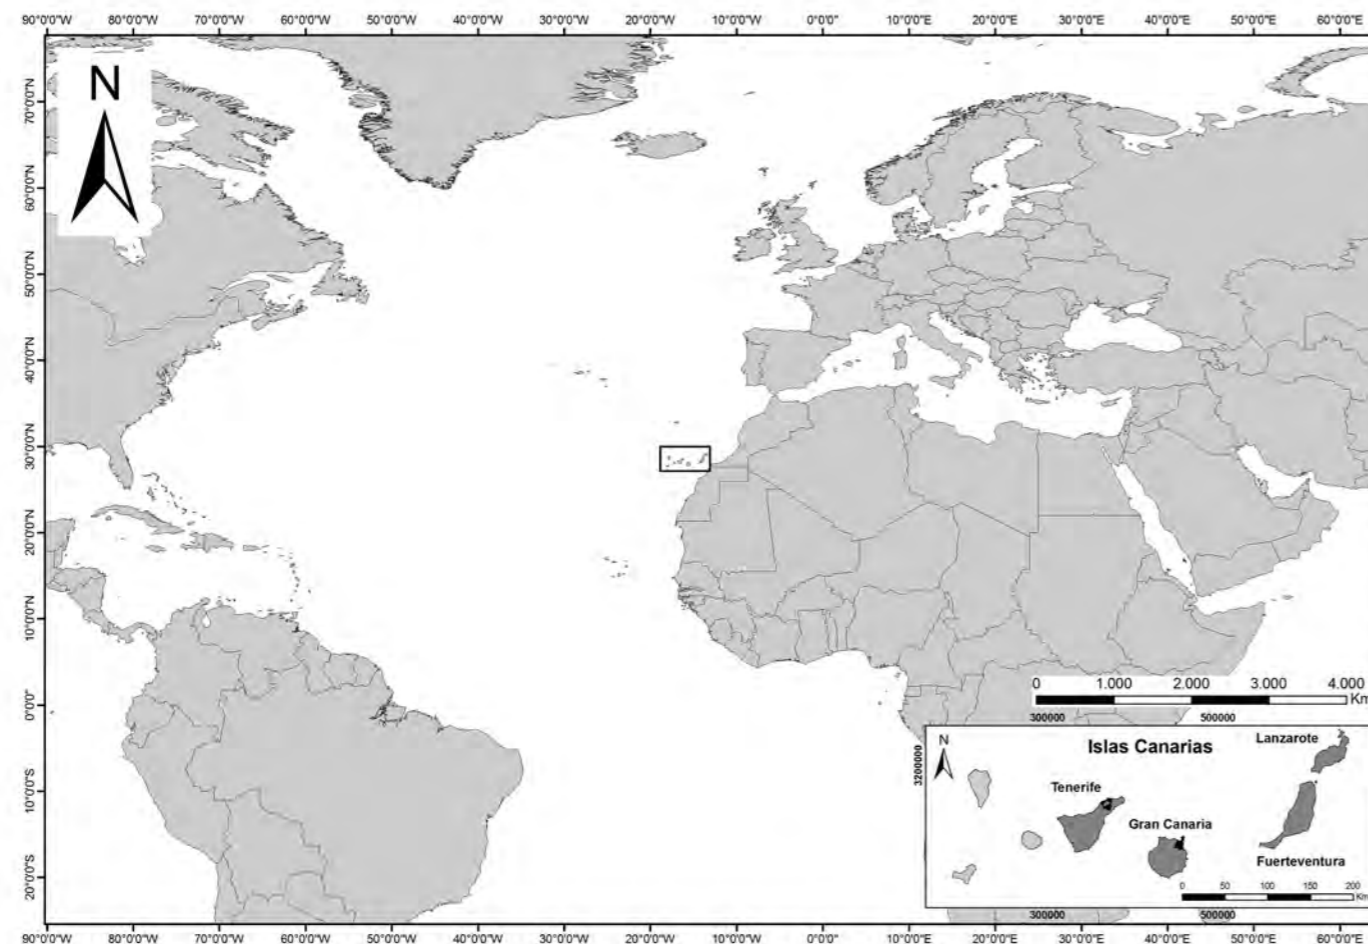 90°0'0"W 80°0'0"W 70°0'0"W 60°0'0"W 50°0'0"W 40°0'0"W 30°0'0"W 20°0'0"W 10°0'0"W 0°0'0" 10°0'0"E 20°0'0"E 30°0'0"E 40°0'0"E 50°0'0"E 60°0'0"E
N
70°0'0"N
60°0'0"N
50°0'0"N
40°0'0"N
30°0'0"N
20°0'0"N
10°0'0"N
0°0'0"
10°0'0"S
20°0'0"S
0 1.000 2.000 3.000 4.000
Km
300000 500000
3200000
N
Islas Canarias
Lanzarote
Tenerife
Gran Canaria
Fuerteventura
0 50 100 150 200
Km
300000 500000
90°0'0"W 80°0'0"W 70°0'0"W 60°0'0"W 50°0'0"W 40°0'0"W 30°0'0"W 20°0'0"W 10°0'0"W 0°0'0" 10°0'0"E 20°0'0"E 30°0'0"E 40°0'0"E 50°0'0"E 60°0'0"E